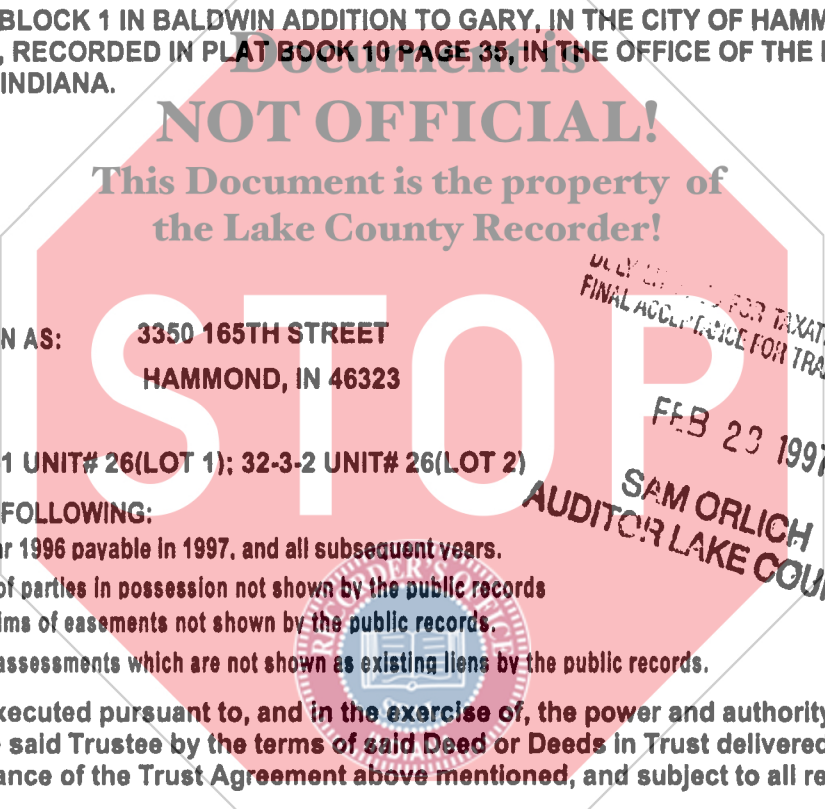 BLOCK 1 IN BALDWIN ADDITION TO GARY, IN THE CITY OF HAMM
, RECORDED IN PLAT BOOK 10 PAGE 35, IN THE OFFICE OF THE
INDIANA.
Document is
NOT OFFICIAL!
This Document is the property of
the Lake County Recorder!
FOR TAXAT
FINAL ACCEPTANCE FOR TRA
N AS: 3350 165TH STREET
HAMMOND, IN 46323
STOP
FEB 23 1997
1 UNIT# 26(LOT 1); 32-3-2 UNIT# 26(LOT 2)
SAM ORLICH
AUDITOR LAKE COU
FOLLOWING:
r 1996 payable in 1997, and all subsequent years.
of parties in possession not shown by the public records
ims of easements not shown by the public records.
assessments which are not shown as existing liens by the public records.
RECORDER'S OFFICE
xecuted pursuant to, and in the exercise of, the power and authority
said Trustee by the terms of said Deed or Deeds in Trust delivered
ance of the Trust Agreement above mentioned, and subject to all re